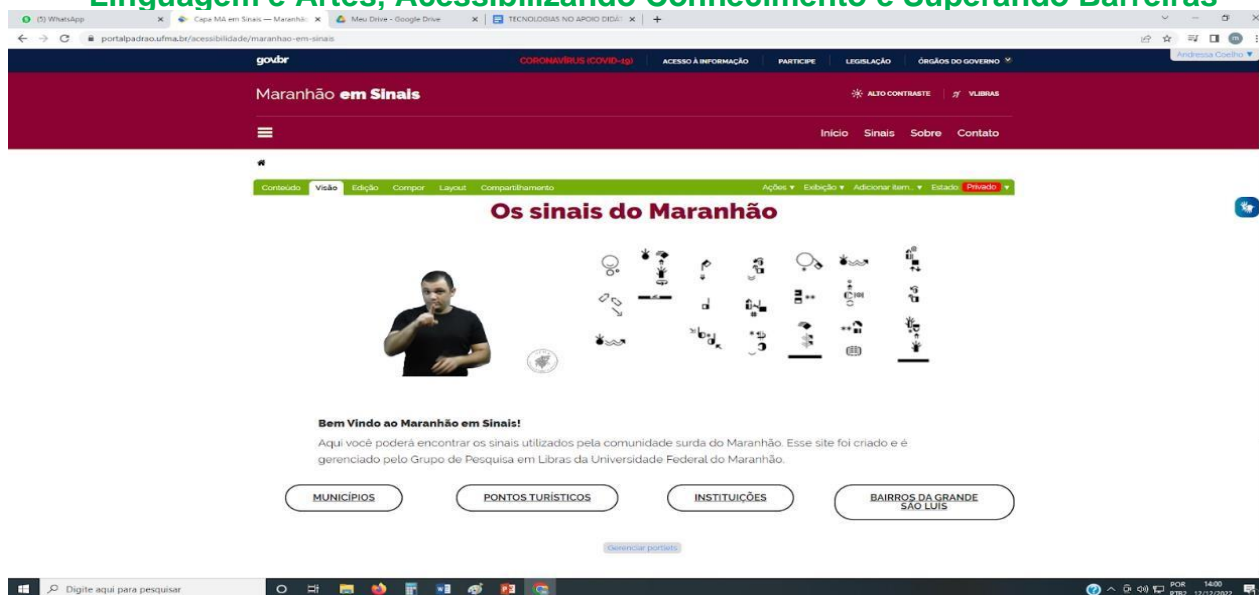 Linguagem e Artes, Acessibilizando Conhecimento e Superando Barreiras
(5) WhatsApp
Capa MA em Sinais — Maranhão
Meu Drive - Google Drive
TECNOLOGIAS NO APOIO DIDÁ
portalpadrao.ufma.br/acessibilidade/maranhao-em-sinais
Andressa Coelho
govbr CORONAVÍRUS (COVID-19) ACESSO À INFORMAÇÃO PARTICIPE LEGISLAÇÃO ÓRGÃOS DO GOVERNO
Maranhão em Sinais ALTO CONTRASTE VLIBRAS
Início Sinais Sobre Contato
Conteúdo Visão Edição Compor Layout Compartilhamento Ações Exibição Adicionar item… Estado: Privado
Os sinais do Maranhão
Bem Vindo ao Maranhão em Sinais!
Aqui você poderá encontrar os sinais utilizados pela comunidade surda do Maranhão. Esse site foi criado e é
gerenciado pelo Grupo de Pesquisa em Libras da Universidade Federal do Maranhão.
MUNICÍPIOS PONTOS TURÍSTICOS INSTITUIÇÕES BAIRROS DA GRANDE
SÃO LUÍS
Gerenciar portlets
Digite aqui para pesquisar
POR 14:00
PTB2 12/12/2022